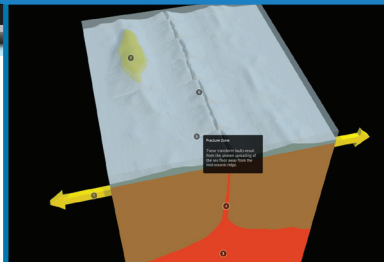 Fracture Zone
These transform faults result
from the uneven spreading of
the sea floor away from the
mid-oceanic ridge.